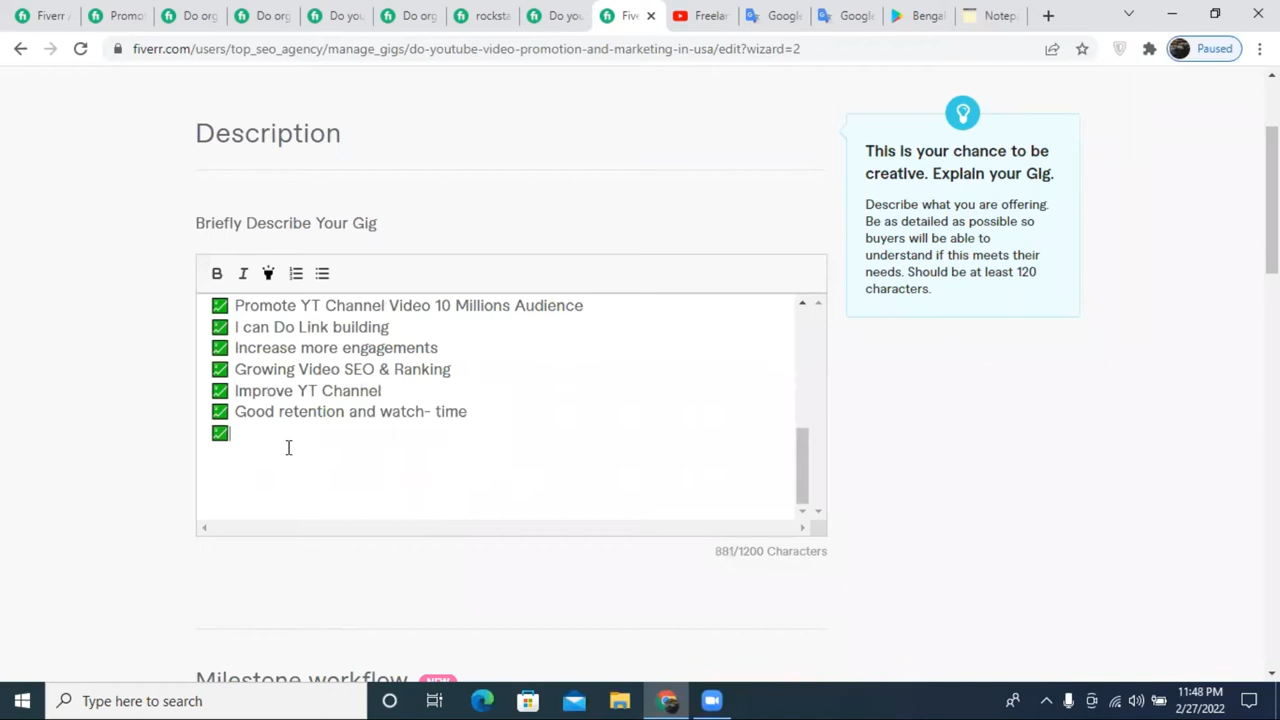 Fiverr /
Promo
Do org
Do org
Do you
Do org
rocksta
Do you
Five
Freelar
Google
Google
Bengal
Notep
fiverr.com/users/top_seo_agency/manage_gigs/do-youtube-video-promotion-and-marketing-in-usa/edit?wizard=2
Paused
Description
This is your chance to be
creative. Explain your Gig.
Describe what you are offering.
Be as detailed as possible so
buyers will be able to
understand if this meets their
needs. Should be at least 120
characters.
Briefly Describe Your Gig
B I
Promote YT Channel Video 10 Millions Audience
I can Do Link building
Increase more engagements
Growing Video SEO & Ranking
Improve YT Channel
Good retention and watch- time
881/1200 Characters
Milestone workflow NEW
Type here to search
11:48 PM
2/27/2022